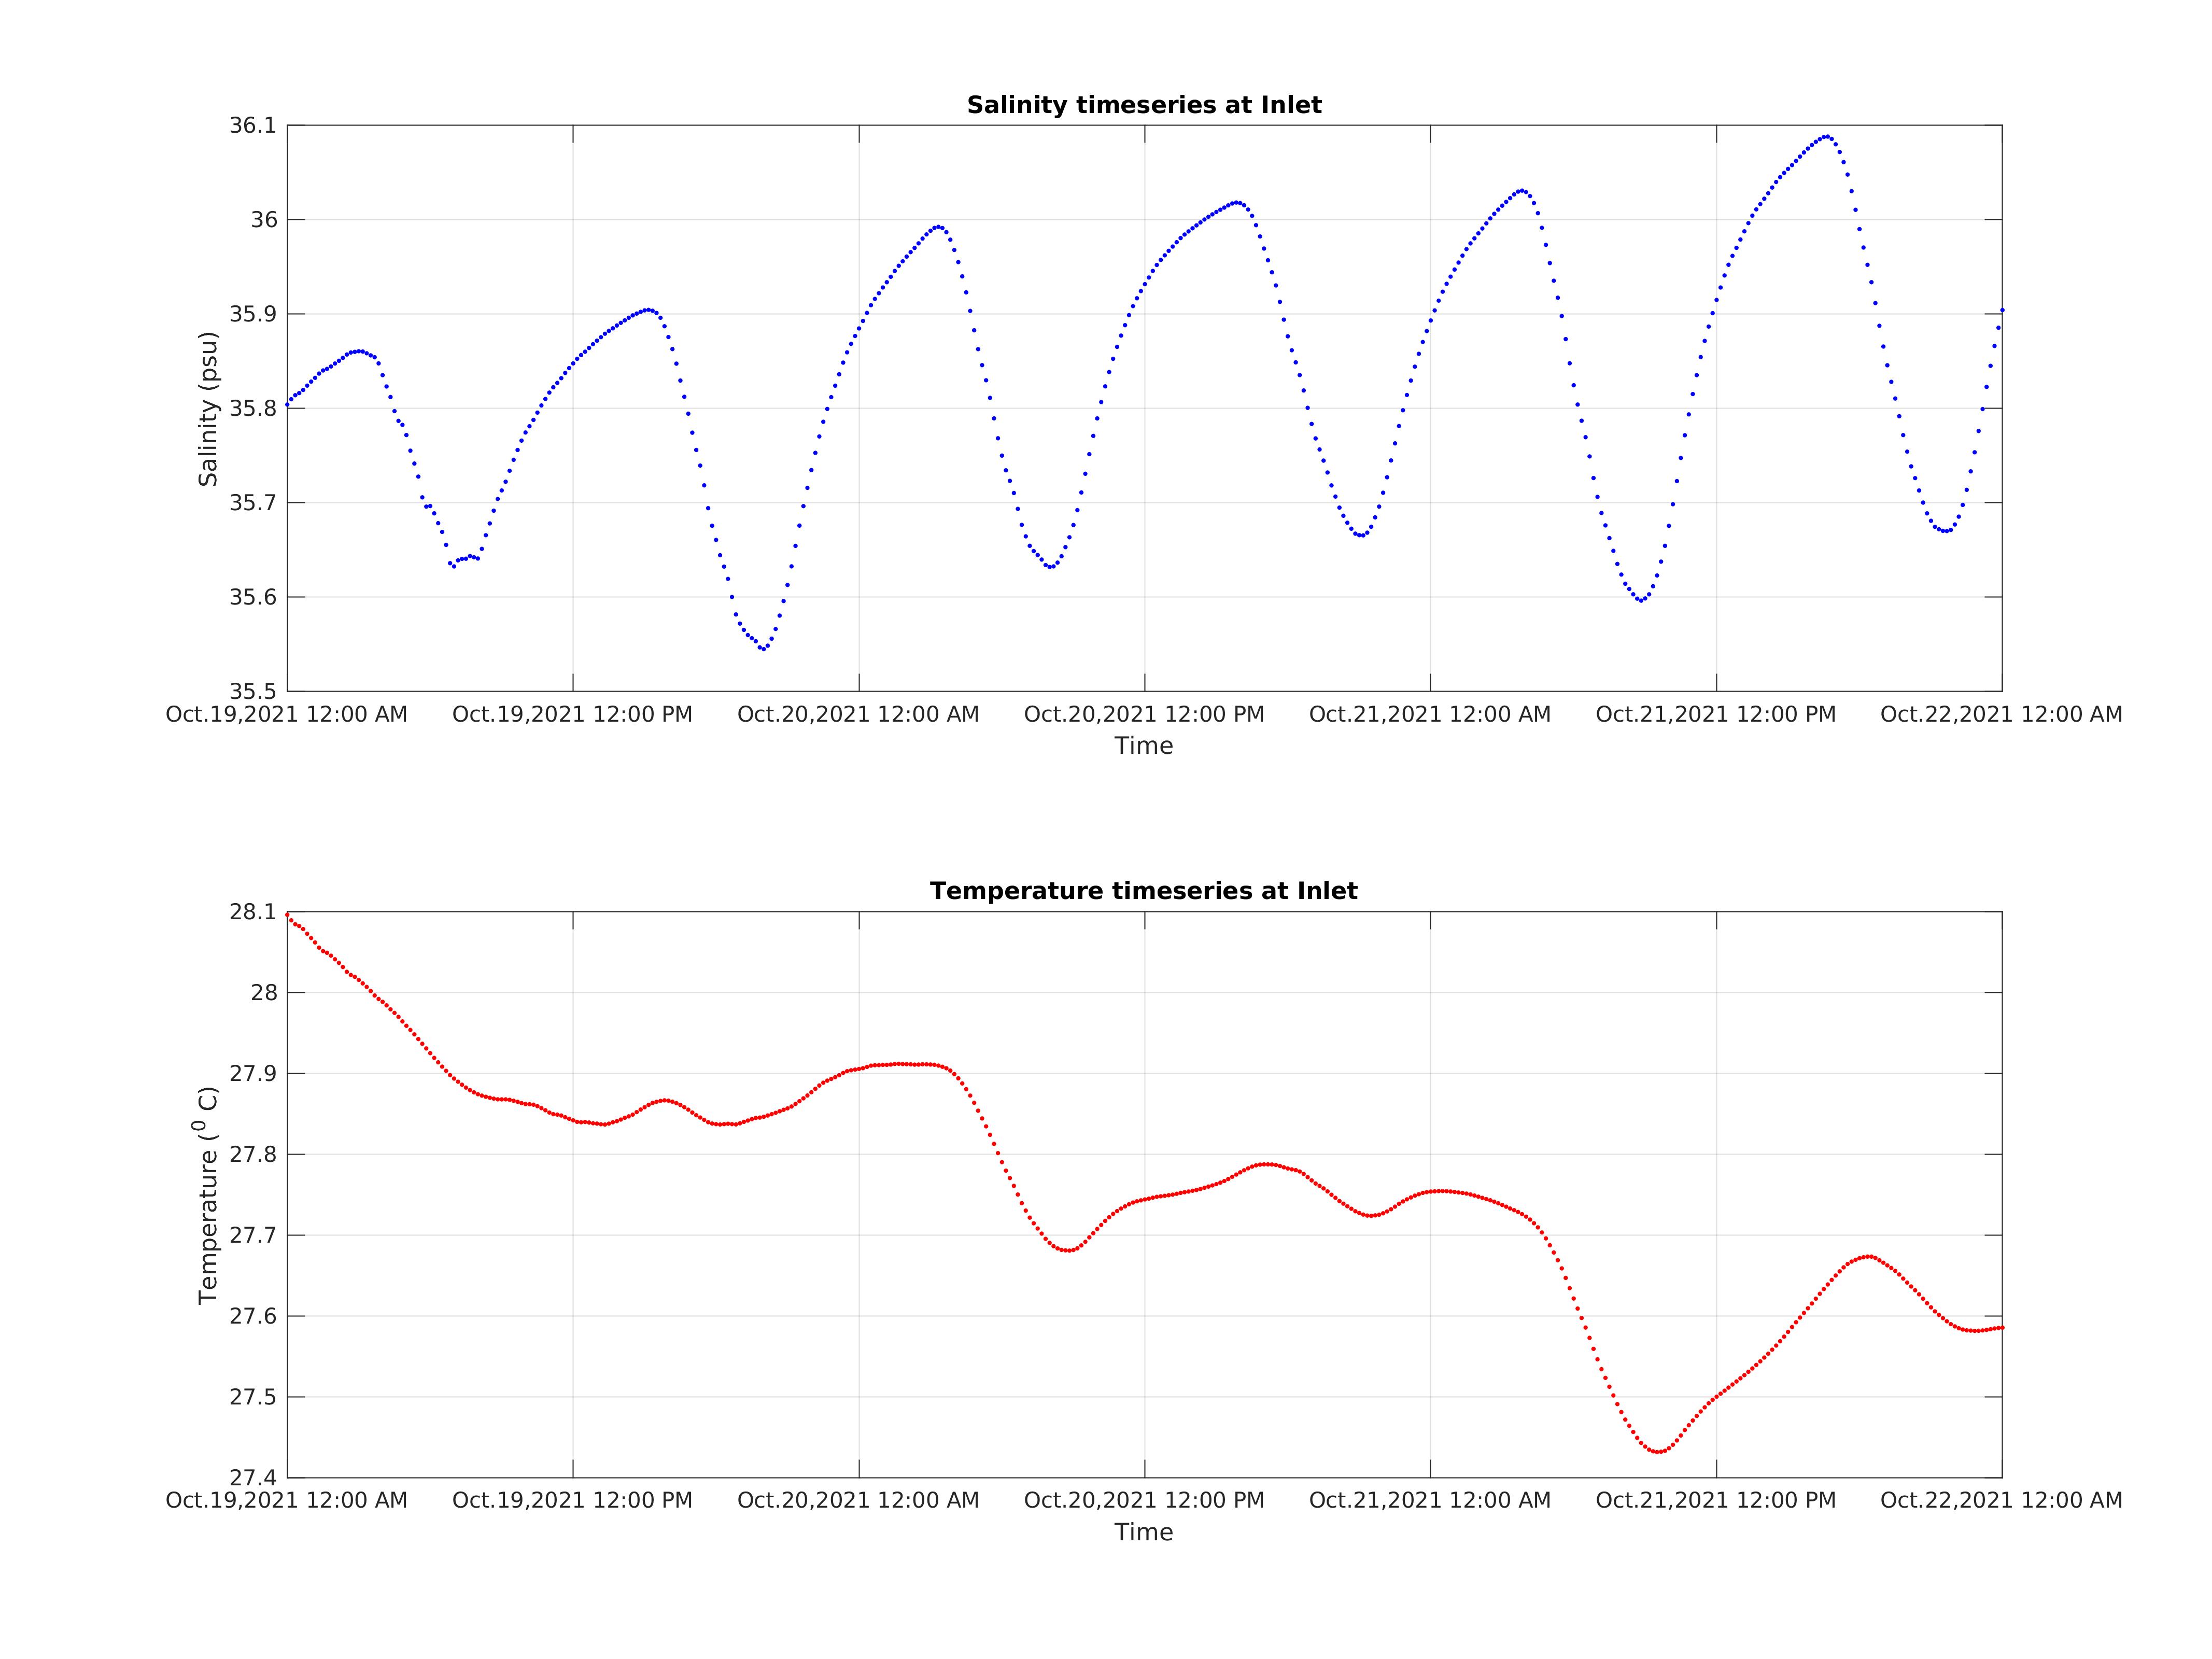 Salinity timeseries at Inlet
36.1
36
35.9
35.8
35.7
35.6
35.5
Salinity (psu)
Oct.19,2021 12:00 AM Oct.19,2021 12:00 PM Oct.20,2021 12:00 AM Oct.20,2021 12:00 PM Oct.21,2021 12:00 AM Oct.21,2021 12:00 PM Oct.22,2021 12:00 AM
Time
Temperature timeseries at Inlet
28.1
28
27.9
27.8
27.7
27.6
27.5
27.4
Temperature (⁰ C)
Oct.19,2021 12:00 AM Oct.19,2021 12:00 PM Oct.20,2021 12:00 AM Oct.20,2021 12:00 PM Oct.21,2021 12:00 AM Oct.21,2021 12:00 PM Oct.22,2021 12:00 AM
Time